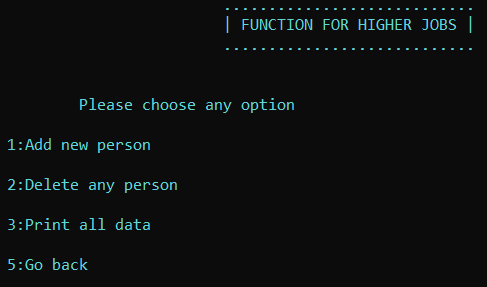 ............................
| FUNCTION FOR HIGHER JOBS |
............................
Please choose any option
1:Add new person
2:Delete any person
3:Print all data
5:Go back